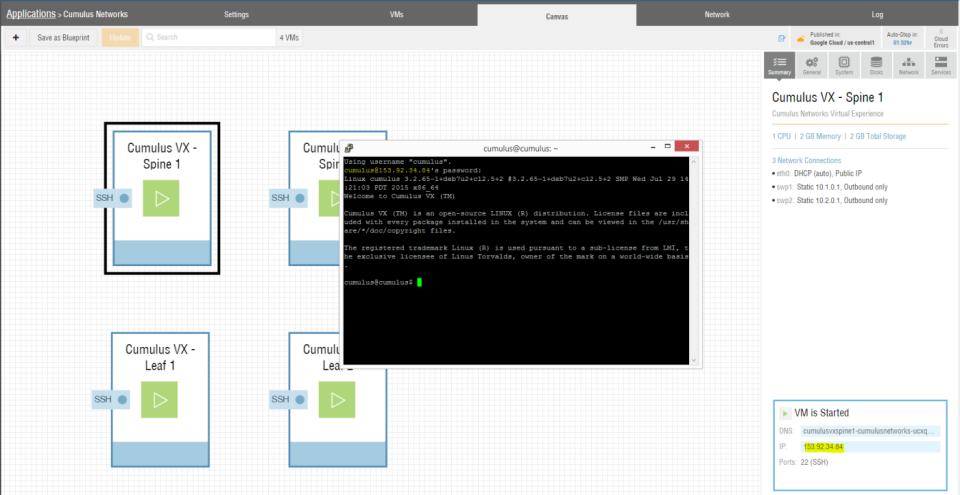 Applications > Cumulus Networks
Settings
VMs
Canvas
Network
Log
+
Save as Blueprint
Update
Search
4 VMs
Published in:
Google Cloud / us-central1
Auto-Stop in:
Cloud
Errors
Summary
General
System
Disks
Network
Services
Cumulus VX - Spine 1
Cumulus Networks Virtual Experience
1 CPU | 2 GB Memory | 2 GB Total Storage
3 Network Connections
• eth0: DHCP (auto), Public IP
• swp1: Static 10.1.0.1, Outbound only
• swp2: Static 10.2.0.1, Outbound only
Cumulus VX -
Spine 1
SSH
Cumulu
Spi
SSH
Cumulus VX -
Leaf 1
SSH
Cumulu
Lea
SSH
cumulus@cumulus: ~
Using username "cumulus".
cumulus@153.92.34.84's password:
Linux cumulus 3.2.65-1+deb7u2+cl2.5+2 #3.2.65-1+deb7u2+cl2.5+2 SMP Wed Jul 29 14
:21:03 PDT 2015 x86_64
Welcome to Cumulus VX (TM)
Cumulus VX (TM) is an open-source LINUX (R) distribution. License files are incl
uded with every package installed in the system and can be viewed in the /usr/sh
are/*/doc/copyright files.
The registered trademark Linux (R) is used pursuant to a sub-license from LMI, t
he exclusive licensee of Linus Torvalds, owner of the mark on a world-wide basis
.
cumulus@cumulus$
VM is Started
DNS: cumulusvxspine1-cumulusnetworks-ucxq...
IP: 153.92.34.84
Ports: 22 (SSH)